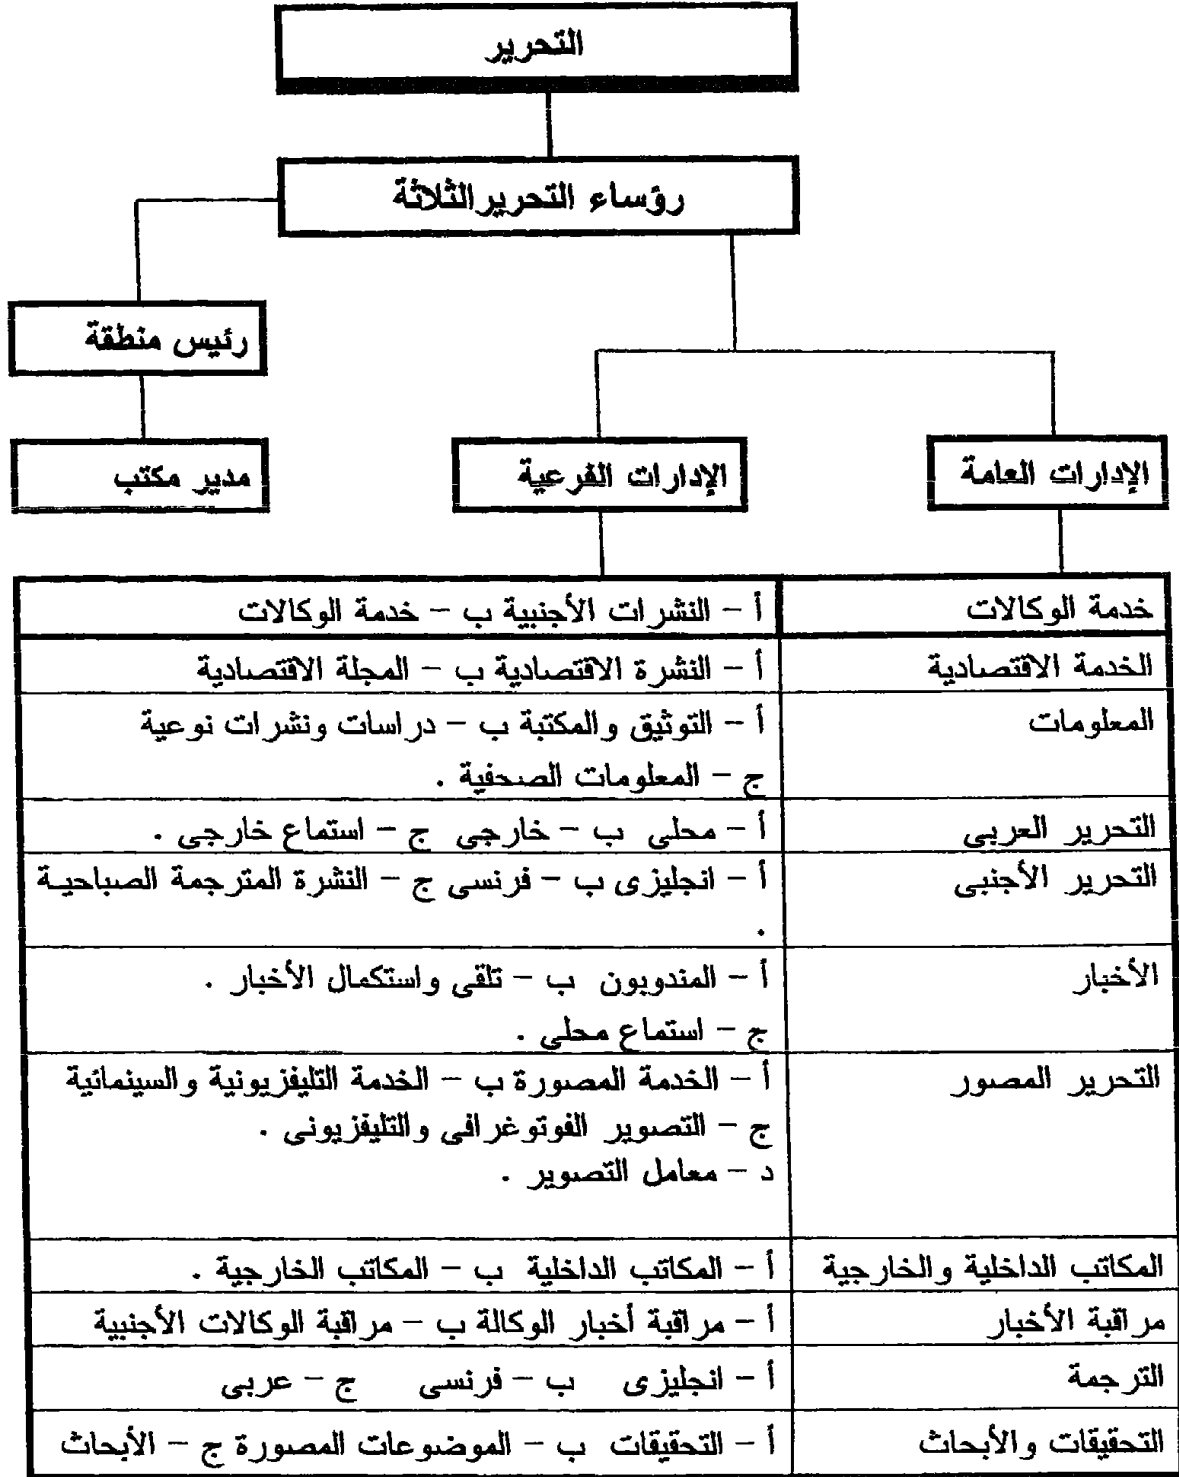 التحرير
رؤساء التحرير الثلاثة
رئيس منطقة
مدير مكتب
الإدارات الفرعية
الإدارات العامة
خدمة الوكالات
أ – النشرات الأجنبية ب – خدمة الوكالات
الخدمة الاقتصادية
أ – النشرة الاقتصادية ب – المجلة الاقتصادية
المعلومات
أ – التوثيق والمكتبة ب – دراسات ونشرات نوعية
ج – المعلومات الصحفية .
التحرير العربى
أ – محلى ب – خارجى ج – استماع خارجى .
التحرير الأجنبى
أ – انجليزى ب – فرنسى ج – النشرة المترجمة الصباحية
.
الأخبار
أ – المندوبون ب – تلقى واستكمال الأخبار .
ج – استماع محلى .
التحرير المصور
أ – الخدمة المصورة ب – الخدمة التليفزيونية والسينمائية
ج – التصوير الفوتوغرافى والتليفزيونى .
د – معامل التصوير .
المكاتب الداخلية والخارجية
أ – المكاتب الداخلية ب – المكاتب الخارجية .
مراقبة الأخبار
أ – مراقبة أخبار الوكالة ب – مراقبة الوكالات الأجنبية
الترجمة
أ – انجليزى ب – فرنسى ج – عربى
التحقيقات والأبحاث
أ – التحقيقات ب – الموضوعات المصورة ج – الأبحاث